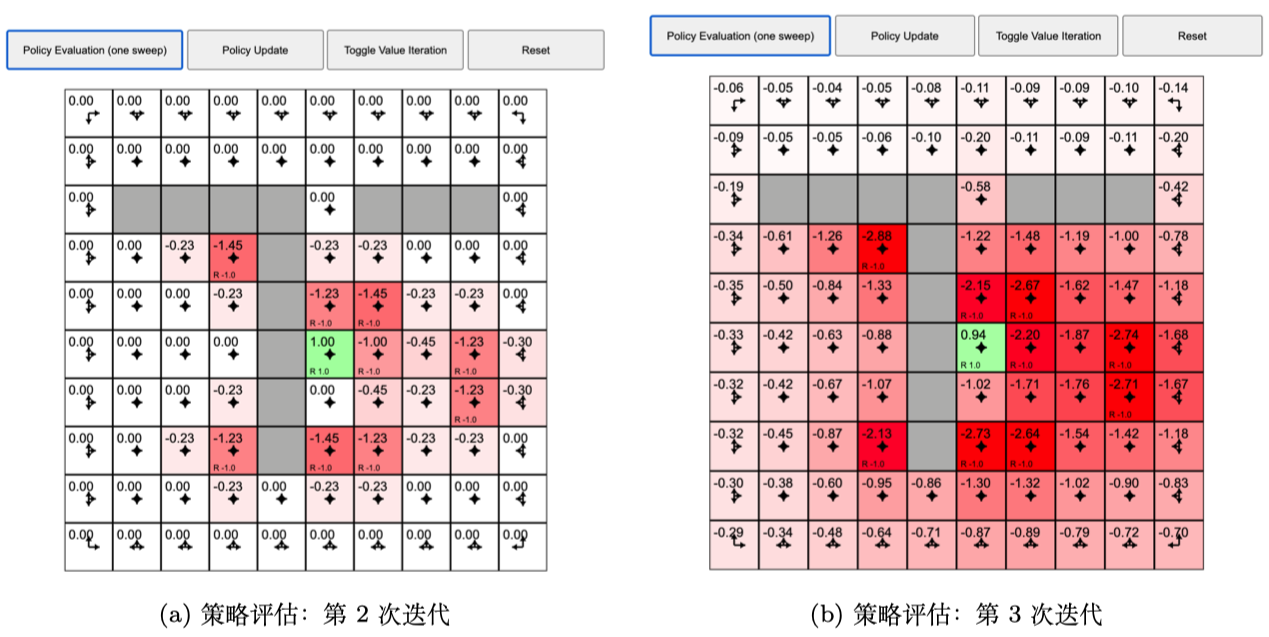 Policy Evaluation (one sweep) Policy Update Toggle Value Iteration Reset
0.00 0.00 0.00 0.00 0.00 0.00 0.00 0.00 0.00 0.00
0.00 0.00 0.00 0.00 0.00 0.00 0.00 0.00 0.00 0.00
0.00 0.00 0.00
0.00 0.00 -0.23 -1.45 -0.23 -0.23 0.00 0.00 0.00
R -1.0
0.00 0.00 0.00 -0.23 -1.23 -1.45 -0.23 -0.23 0.00
R -1.0 R -1.0
0.00 0.00 0.00 0.00 1.00 -1.00 -0.45 -1.23 -0.30
R 1.0 R -1.0 R -1.0
0.00 0.00 0.00 -0.23 0.00 -0.45 -0.23 -1.23 -0.30
R -1.0
0.00 0.00 -0.23 -1.23 -1.45 -1.23 -0.23 -0.23 0.00
R -1.0 R -1.0 R -1.0
0.00 0.00 0.00 -0.23 0.00 -0.23 -0.23 0.00 0.00 0.00
0.00 0.00 0.00 0.00 0.00 0.00 0.00 0.00 0.00 0.00
(a) 策略评估：第 2 次迭代
Policy Evaluation (one sweep) Policy Update Toggle Value Iteration Reset
-0.06 -0.05 -0.04 -0.05 -0.08 -0.11 -0.09 -0.09 -0.10 -0.14
-0.09 -0.05 -0.05 -0.06 -0.10 -0.20 -0.11 -0.09 -0.11 -0.20
-0.19 -0.58 -0.42
-0.34 -0.61 -1.26 -2.88 -1.22 -1.48 -1.19 -1.00 -0.78
R -1.0
-0.35 -0.50 -0.84 -1.33 -2.15 -2.67 -1.62 -1.47 -1.18
R -1.0 R -1.0
-0.33 -0.42 -0.63 -0.88 0.94 -2.20 -1.87 -2.74 -1.68
R 1.0 R -1.0 R -1.0
-0.32 -0.42 -0.67 -1.07 -1.02 -1.71 -1.76 -2.71 -1.67
R -1.0
-0.32 -0.45 -0.87 -2.13 -2.73 -2.64 -1.54 -1.42 -1.18
R -1.0 R -1.0 R -1.0
-0.30 -0.38 -0.60 -0.95 -0.86 -1.30 -1.32 -1.02 -0.90 -0.83
-0.29 -0.34 -0.48 -0.64 -0.71 -0.87 -0.89 -0.79 -0.72 -0.70
(b) 策略评估：第 3 次迭代